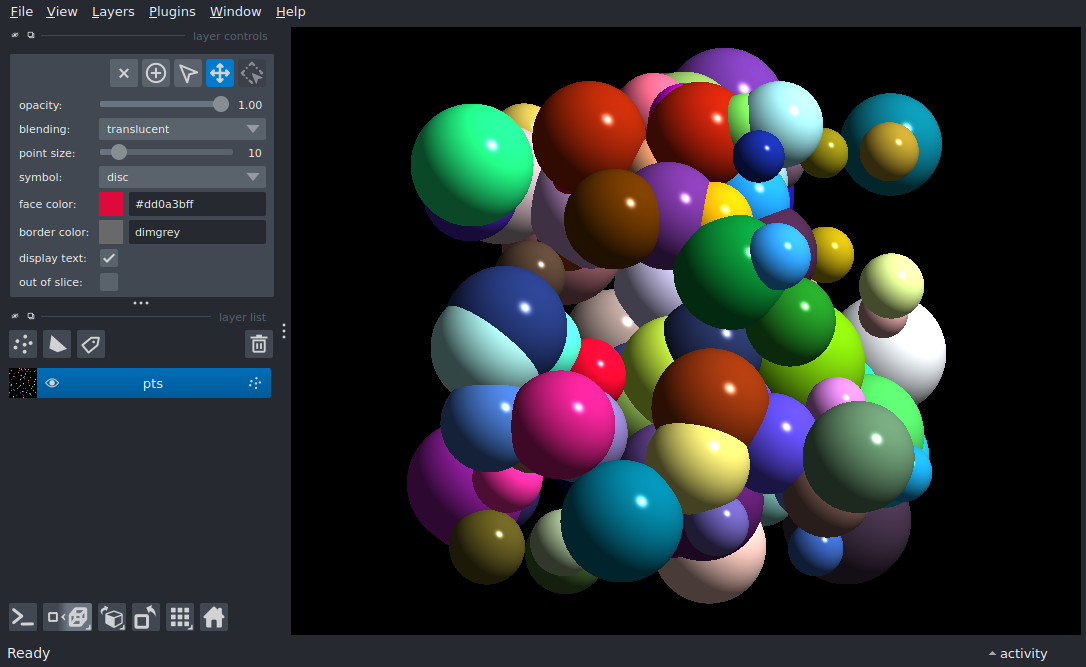 File View Layers Plugins Window Help
layer controls
opacity: 1.00
blending: translucent
point size: 10
symbol: disc
face color: #dd0a3bff
border color: dimgrey
display text:
out of slice:
layer list
pts
Ready activity